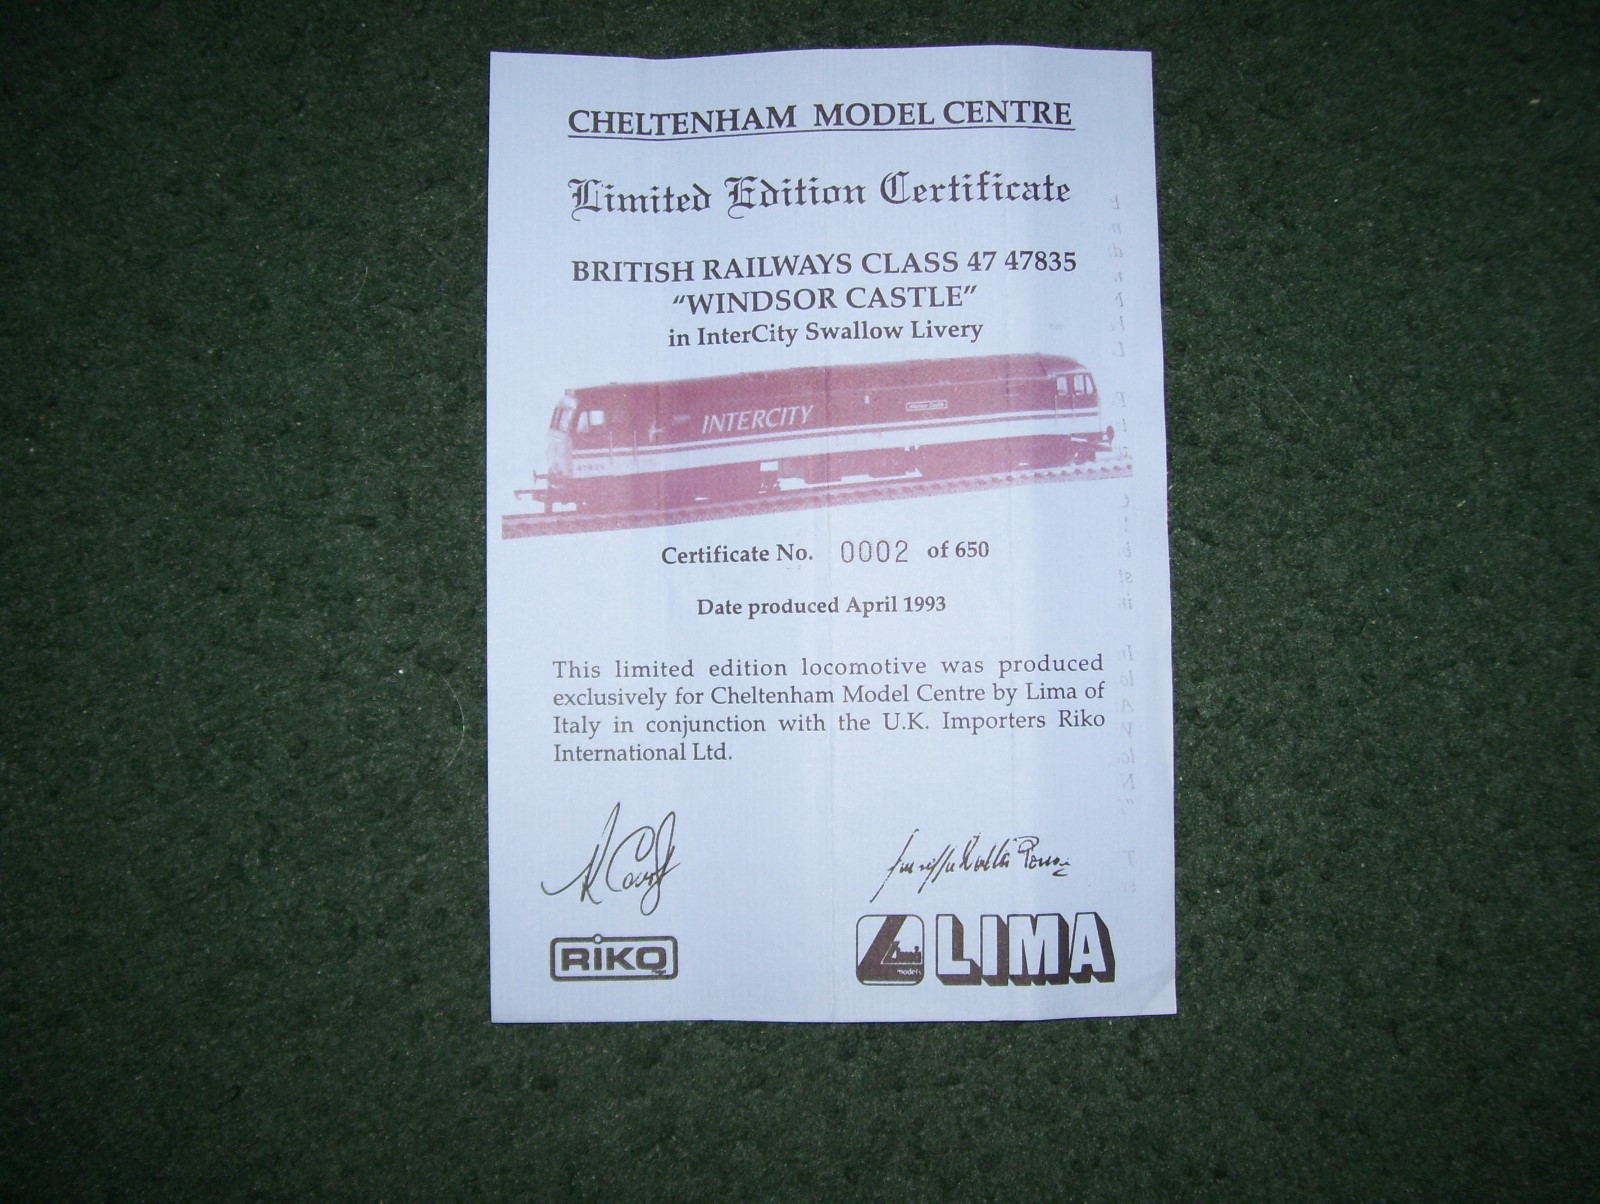 CHELTENHAM MODEL CENTRE
Limited Edition Certificate
BRITISH RAILWAYS CLASS 47 47835
"WINDSOR CASTLE"
in InterCity Swallow Livery
INTERCITY
Certificate No. 0002 of 650
Date produced April 1993
This limited edition locomotive was produced
exclusively for Cheltenham Model Centre by Lima of
Italy in conjunction with the U.K. Importers Riko
International Ltd.
RIKO
models
LIMA